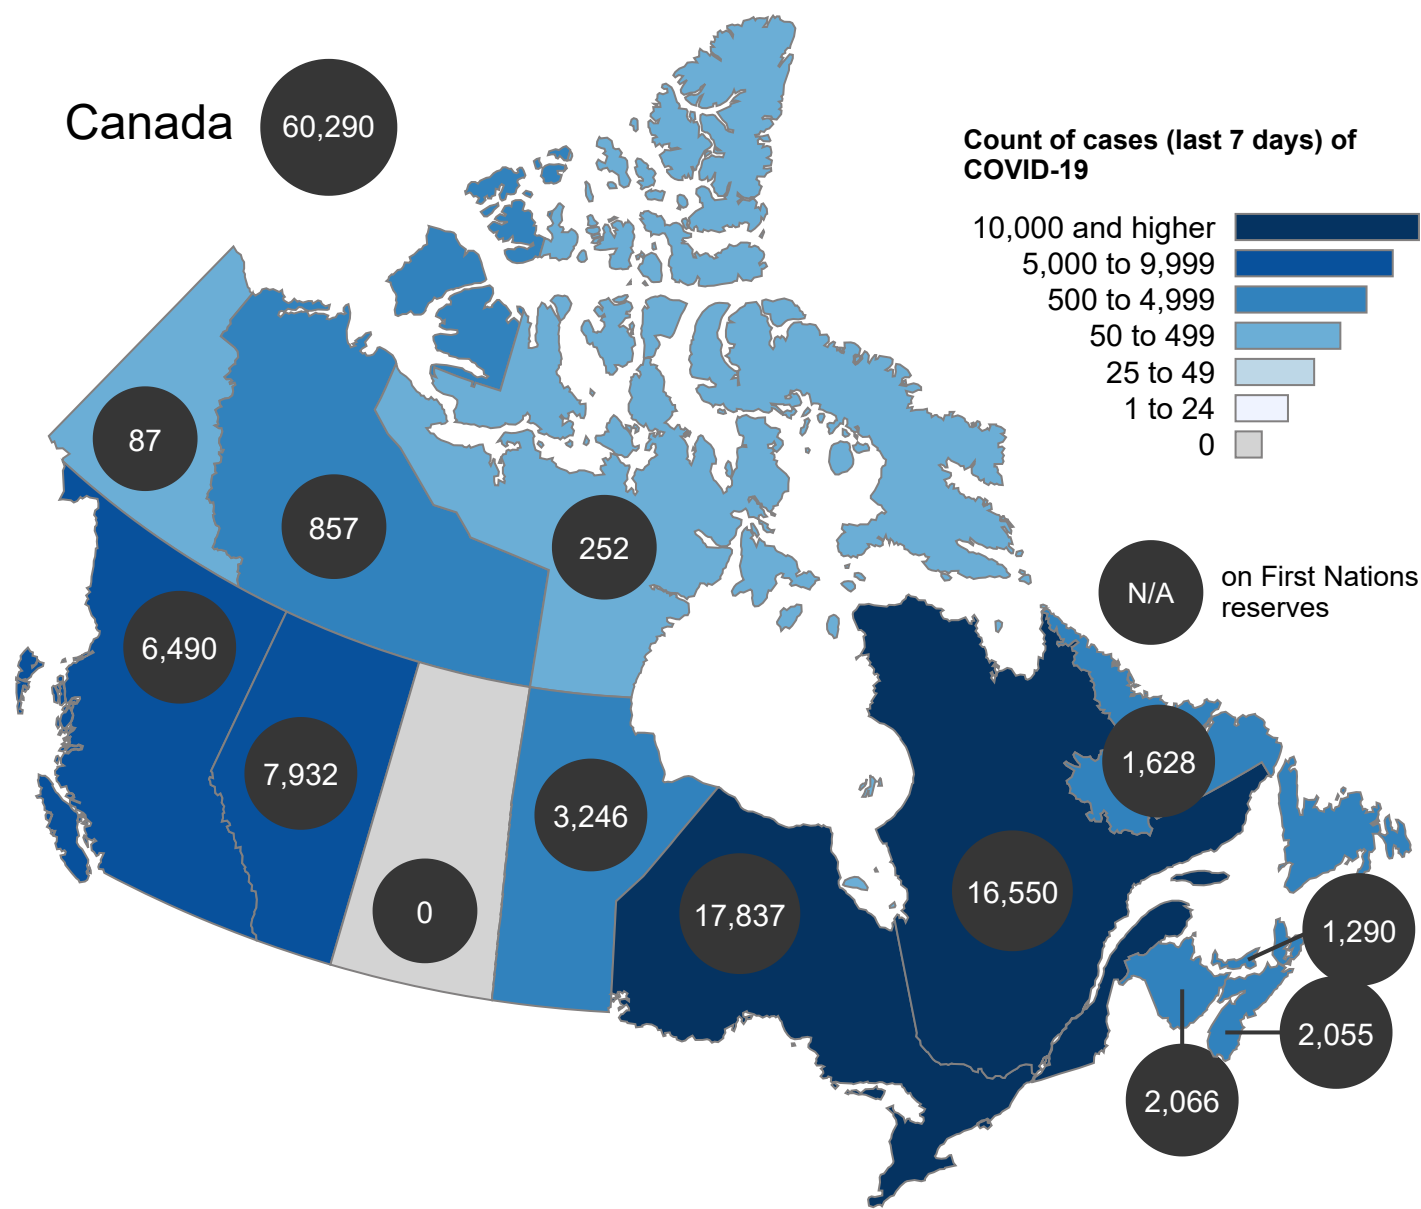 Canada
60,290
Count of cases (last 7 days) of
COVID-19
10,000 and higher
5,000 to 9,999
500 to 4,999
50 to 499
25 to 49
1 to 24
0
87
857
252
N/A
on First Nations
reserves
6,490
7,932
0
3,246
17,837
16,550
1,628
1,290
2,055
2,066